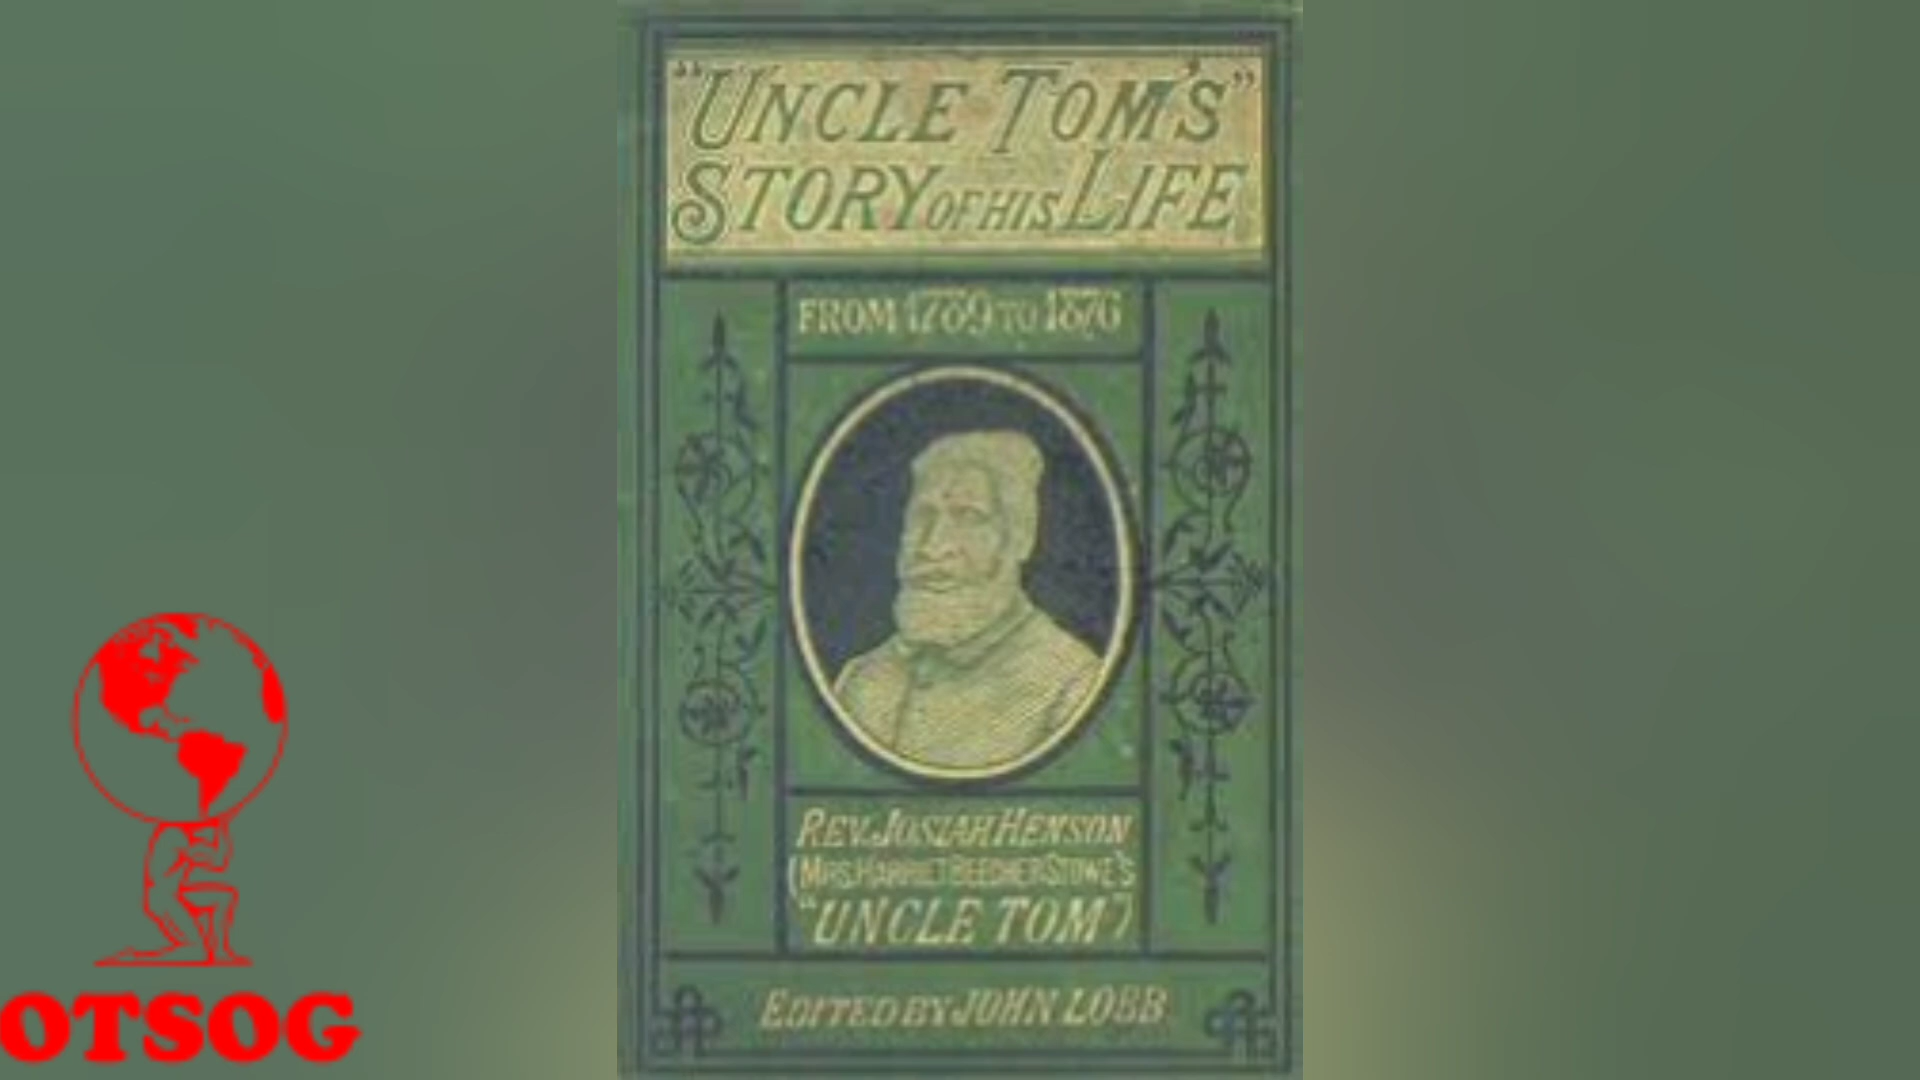 "UNCLE TOM'S"
STORY OF HIS LIFE
FROM 1789 TO 1876
REV. JOSIAH HENSON
(MRS. HARRIET BEECHER STOWE'S
"UNCLE TOM")
EDITED BY JOHN LOBB
OTSOG